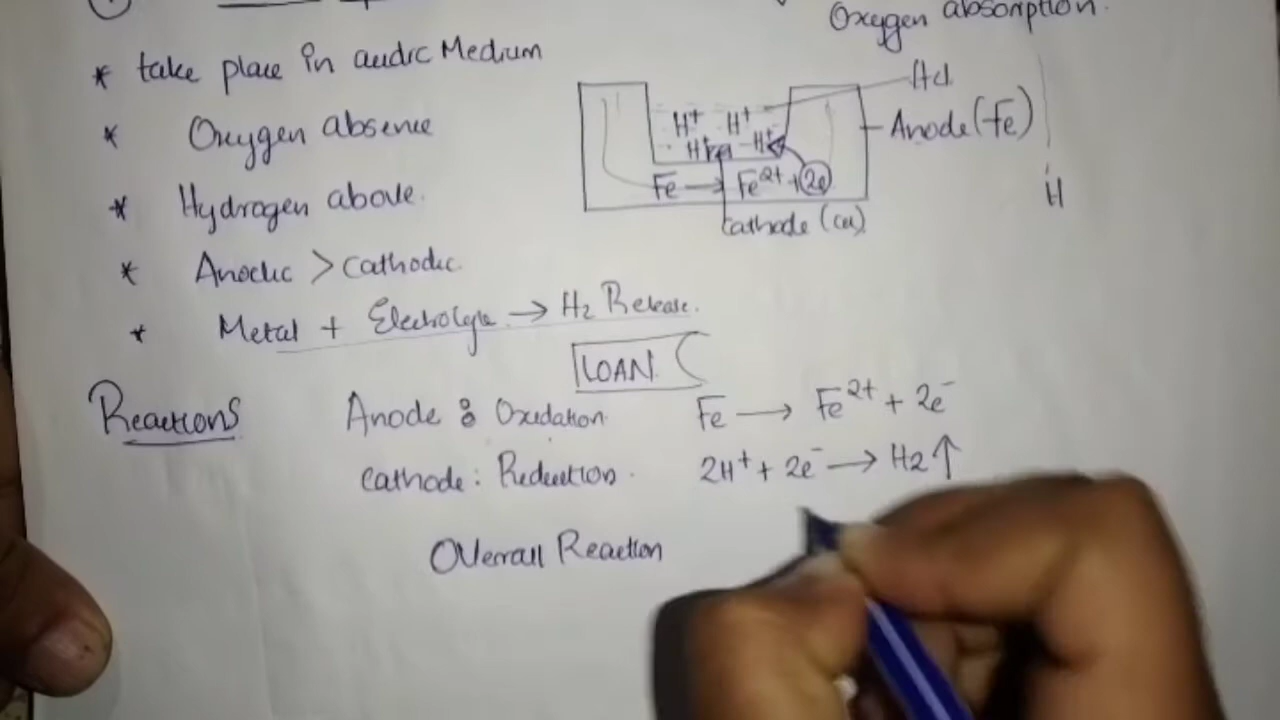 Oxygen absorption.
* take place in acidic Medium
* Oxygen absence
* Hydrogen above.
* Anodic > Cathodic
* Metal + Electrolyte → H2 Release.
HCl
H+ H+
H+ H+
Anode (Fe)
Fe → Fe2+ + 2e
Cathode (Cu)
H
LOAN
Reactions Anode : Oxidation Fe → Fe2+ + 2e-
Cathode : Reduction. 2H+ + 2e- → H2↑
Overall Reaction